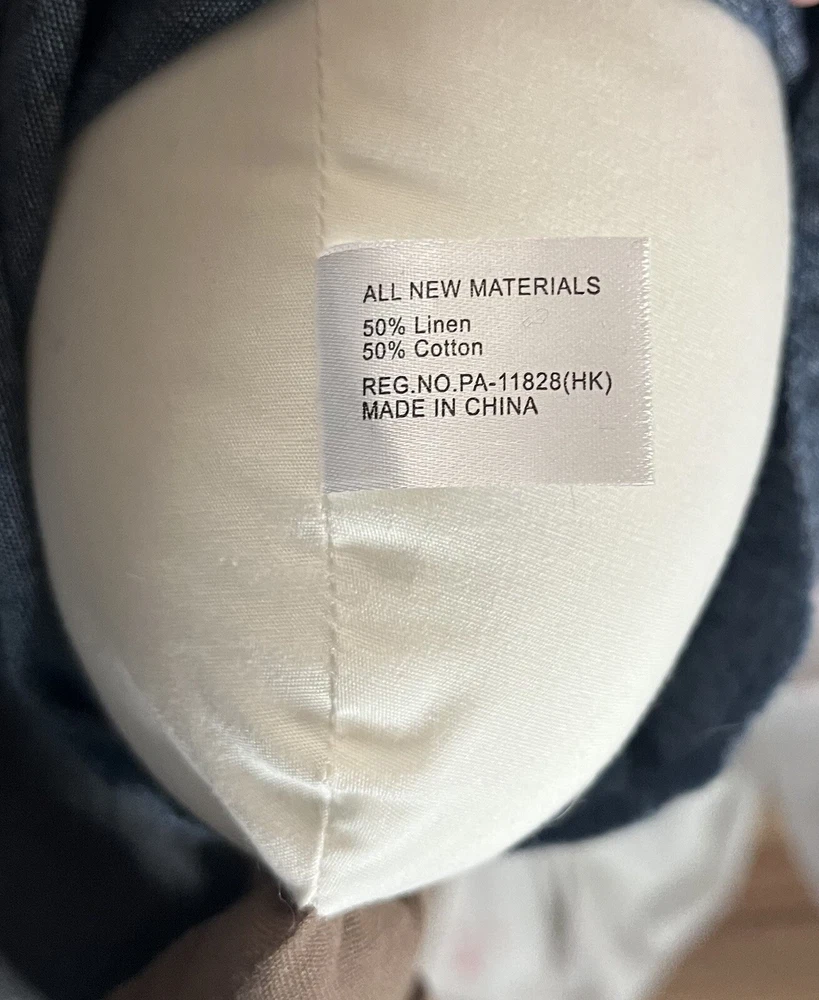 ALL NEW MATERIALS
50% Linen
50% Cotton
REG.NO.PA-11828(HK)
MADE IN CHINA